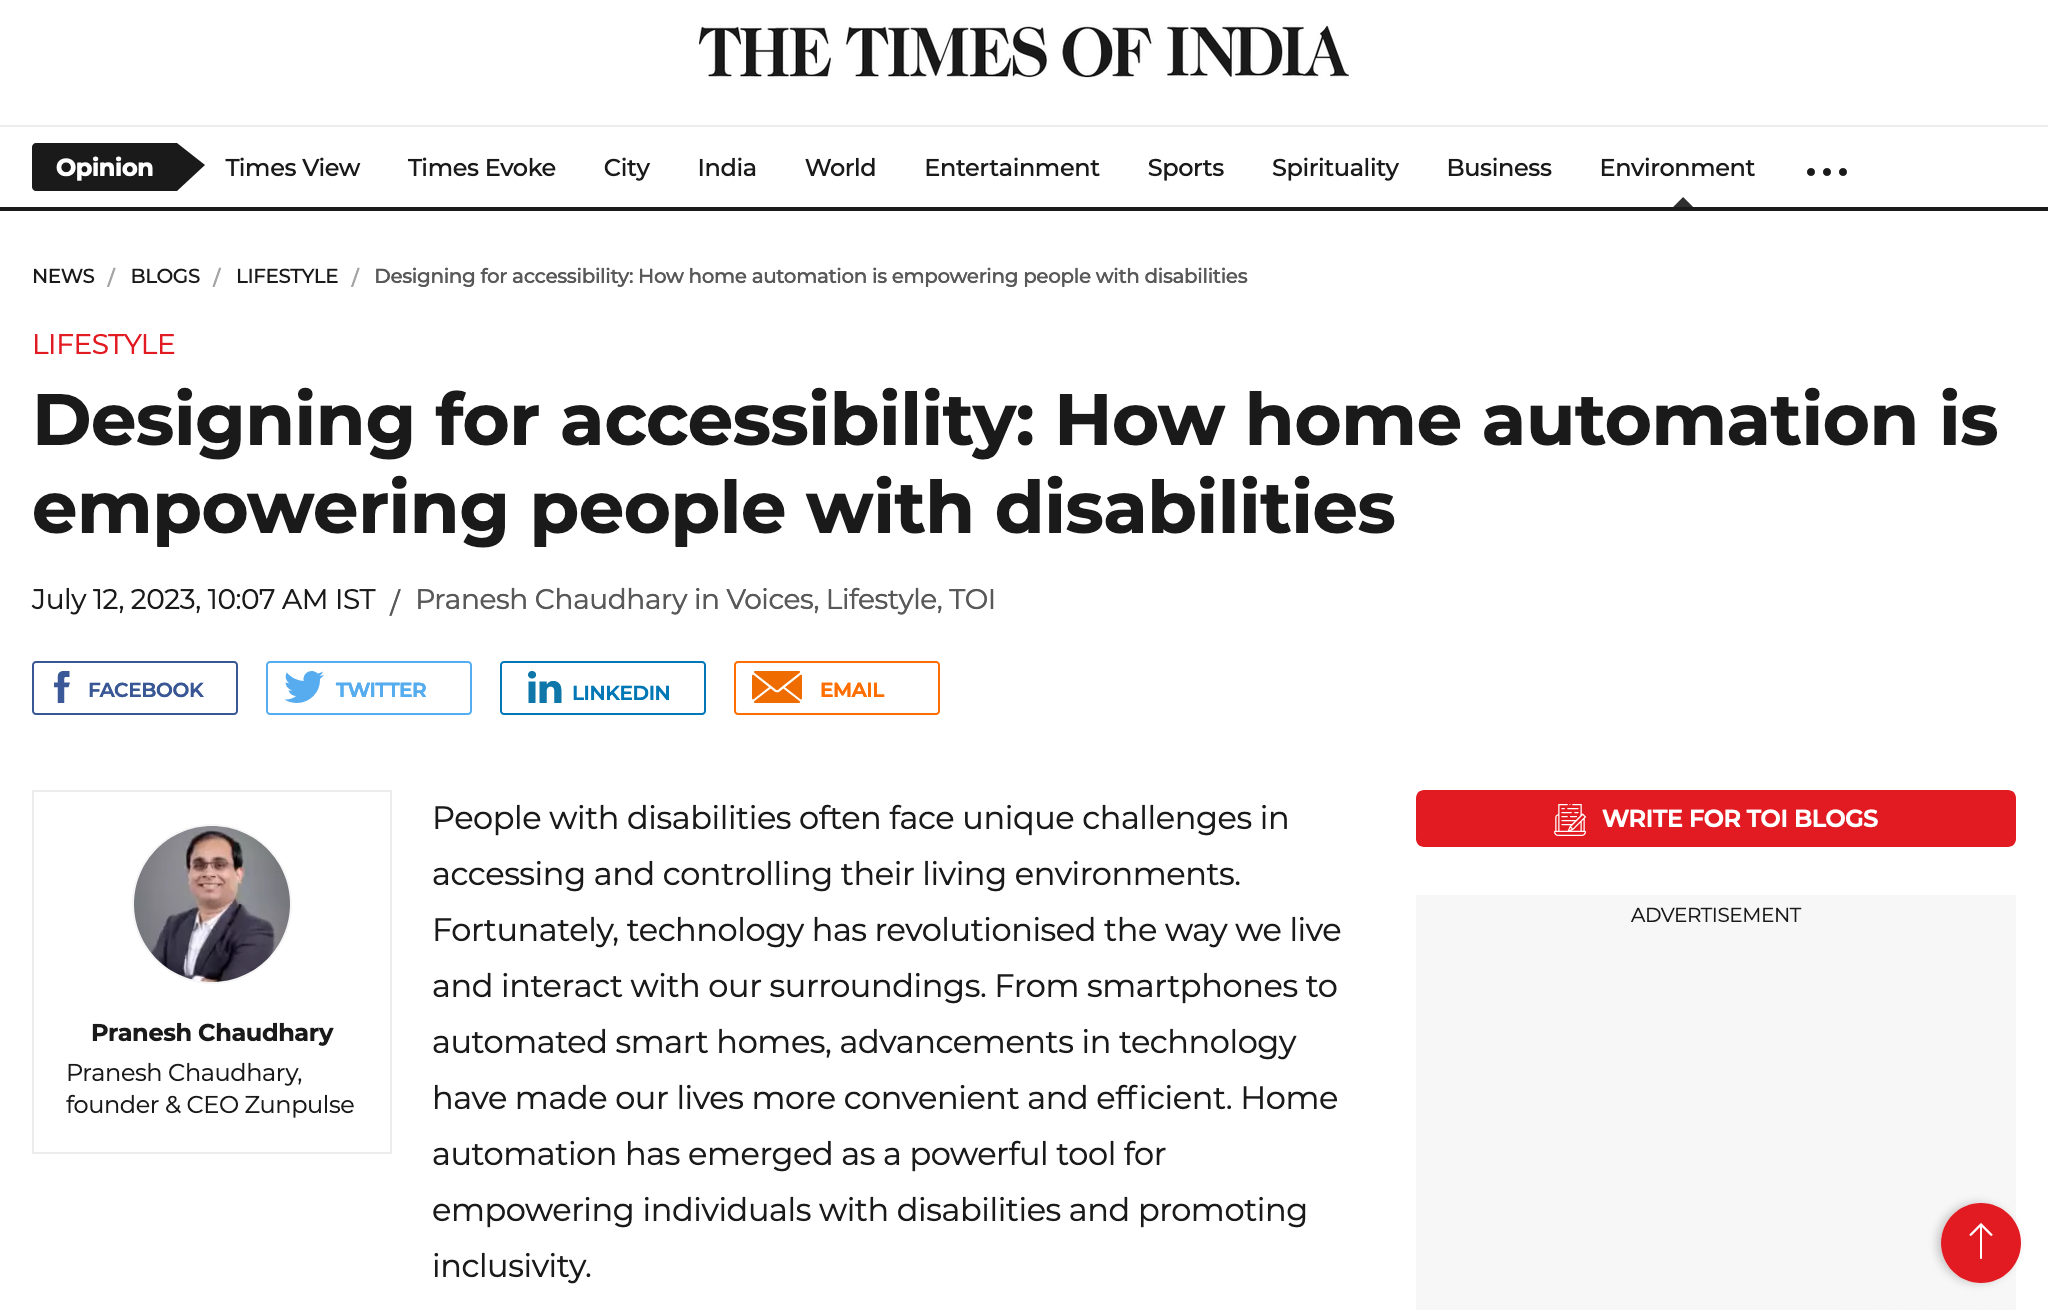 THE TIMES OF INDIA
Opinion Times View Times Evoke City India World Entertainment Sports Spirituality Business Environment ...
NEWS / BLOGS / LIFESTYLE / Designing for accessibility: How home automation is empowering people with disabilities
LIFESTYLE
Designing for accessibility: How home automation is
empowering people with disabilities
July 12, 2023, 10:07 AM IST / Pranesh Chaudhary in Voices, Lifestyle, TOI
FACEBOOK TWITTER LINKEDIN EMAIL
Pranesh Chaudhary
Pranesh Chaudhary,
founder & CEO Zunpulse
People with disabilities often face unique challenges in
accessing and controlling their living environments.
Fortunately, technology has revolutionised the way we live
and interact with our surroundings. From smartphones to
automated smart homes, advancements in technology
have made our lives more convenient and efficient. Home
automation has emerged as a powerful tool for
empowering individuals with disabilities and promoting
inclusivity.
WRITE FOR TOI BLOGS
ADVERTISEMENT